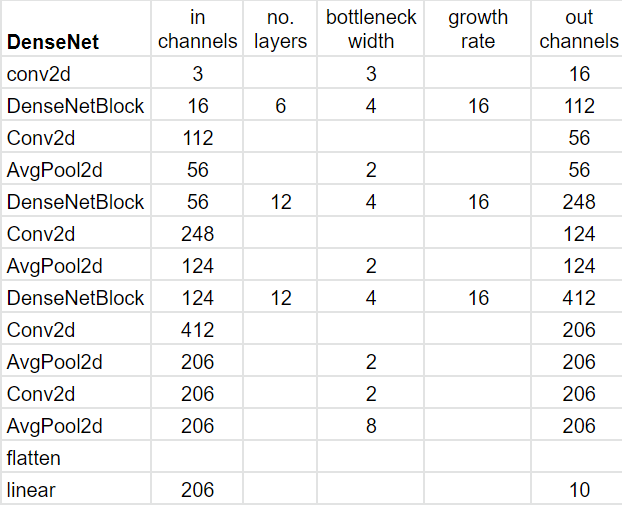 DenseNet in channels no. layers bottleneck width growth rate out channels
conv2d 3 3 16
DenseNetBlock 16 6 4 16 112
Conv2d 112 56
AvgPool2d 56 2 56
DenseNetBlock 56 12 4 16 248
Conv2d 248 124
AvgPool2d 124 2 124
DenseNetBlock 124 12 4 16 412
Conv2d 412 206
AvgPool2d 206 2 206
Conv2d 206 2 206
AvgPool2d 206 8 206
flatten
linear 206 10